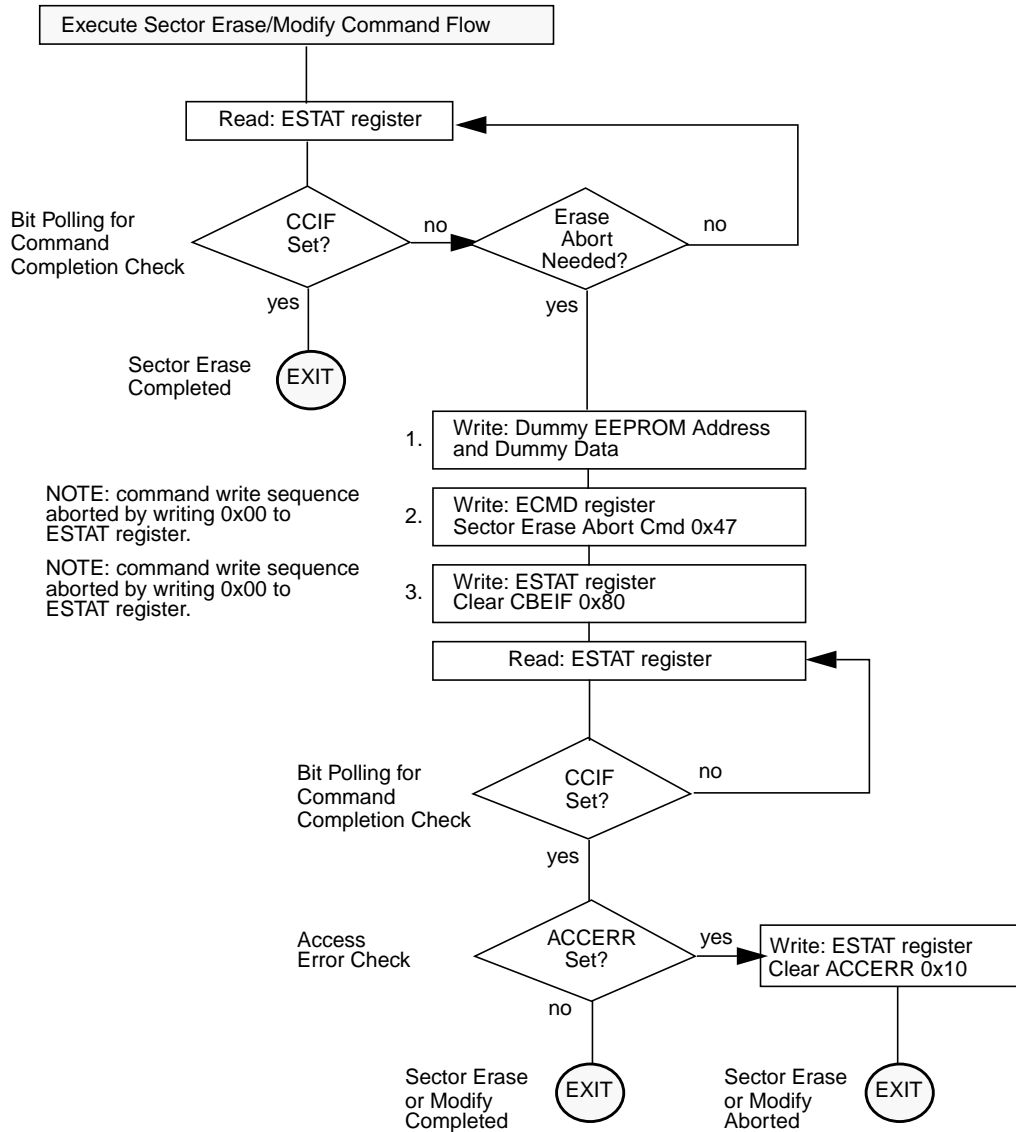 Execute Sector Erase/Modify Command Flow
Read: ESTAT register
Bit Polling for
Command
Completion Check
CCIF
Set?
no
Erase
Abort
Needed?
no
yes
yes
Sector Erase
Completed
EXIT
1.
Write: Dummy EEPROM Address
and Dummy Data
NOTE: command write sequence
aborted by writing 0x00 to
ESTAT register.
2.
Write: ECMD register
Sector Erase Abort Cmd 0x47
NOTE: command write sequence
aborted by writing 0x00 to
ESTAT register.
3.
Write: ESTAT register
Clear CBEIF 0x80
Read: ESTAT register
Bit Polling for
Command
Completion Check
CCIF
Set?
no
yes
Access
Error Check
ACCERR
Set?
yes
Write: ESTAT register
Clear ACCERR 0x10
no
Sector Erase
or Modify
Completed
EXIT
Sector Erase
or Modify
Aborted
EXIT